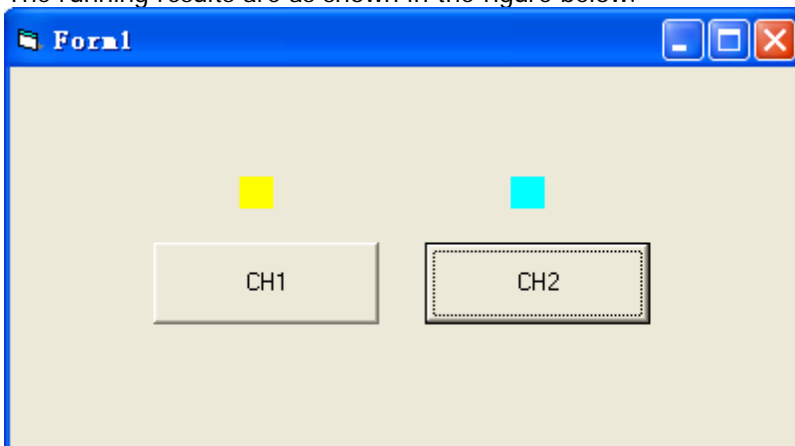 The running results are as shown in the figure below.
Form1
CH1
CH2